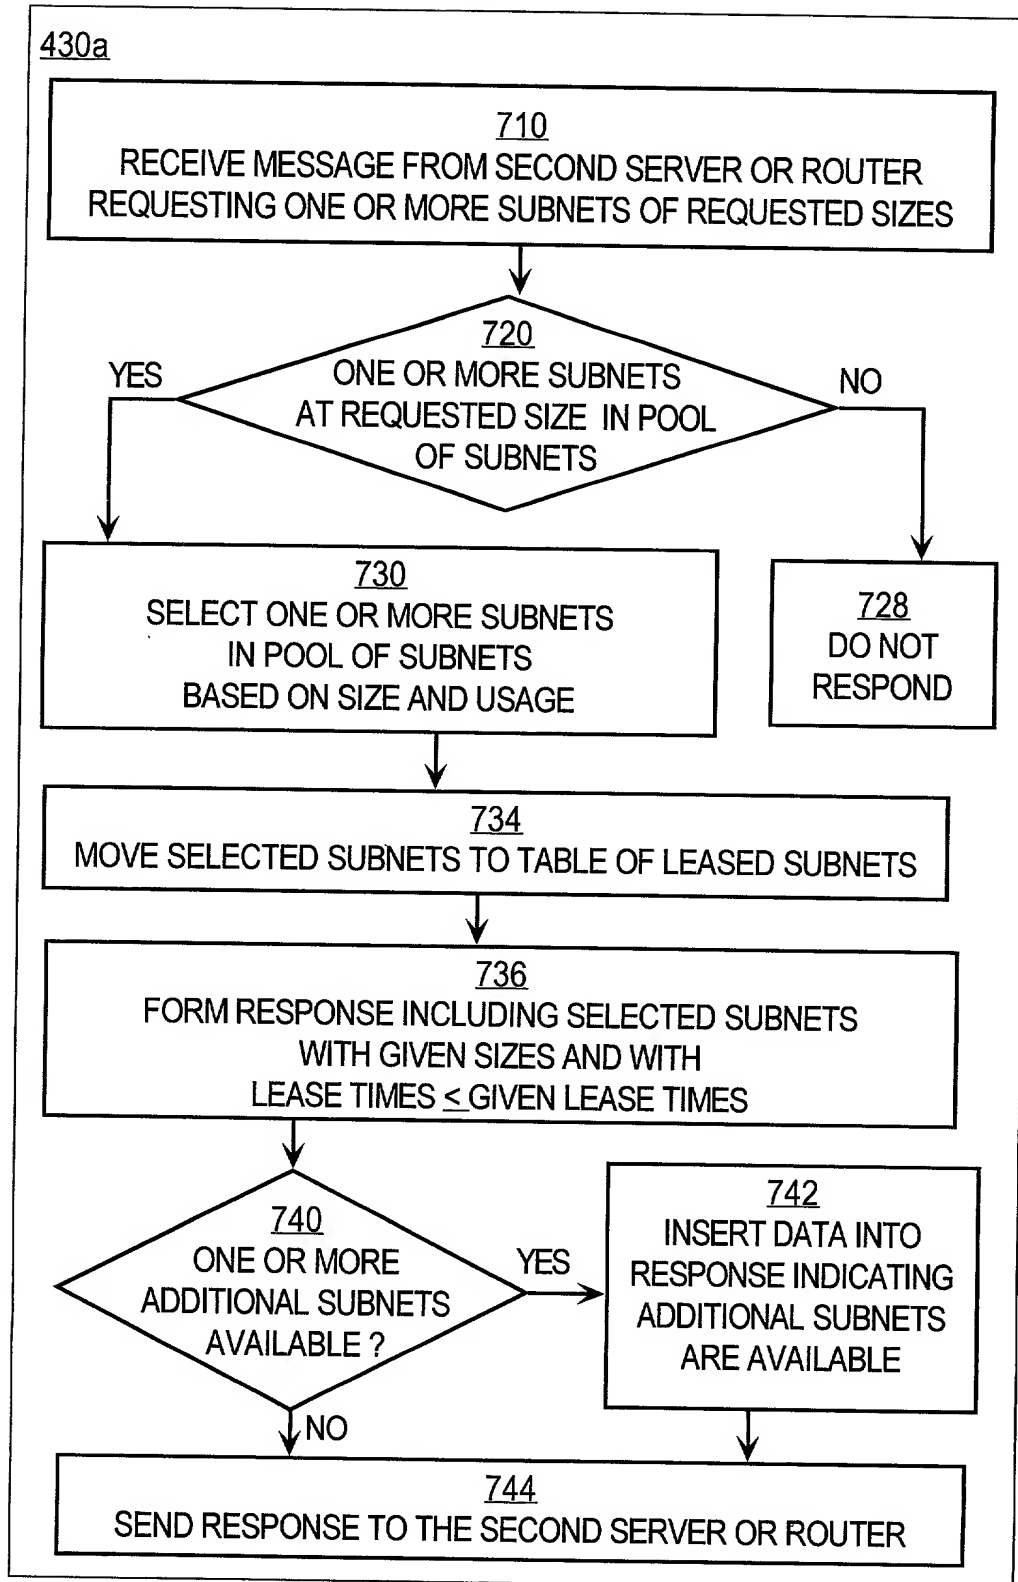 430a
710
RECEIVE MESSAGE FROM SECOND SERVER OR ROUTER
REQUESTING ONE OR MORE SUBNETS OF REQUESTED SIZES
720
ONE OR MORE SUBNETS
AT REQUESTED SIZE IN POOL
OF SUBNETS
YES
NO
730
SELECT ONE OR MORE SUBNETS
IN POOL OF SUBNETS
BASED ON SIZE AND USAGE
728
DO NOT
RESPOND
734
MOVE SELECTED SUBNETS TO TABLE OF LEASED SUBNETS
736
FORM RESPONSE INCLUDING SELECTED SUBNETS
WITH GIVEN SIZES AND WITH
LEASE TIMES ≤ GIVEN LEASE TIMES
740
ONE OR MORE
ADDITIONAL SUBNETS
AVAILABLE ?
YES
NO
742
INSERT DATA INTO
RESPONSE INDICATING
ADDITIONAL SUBNETS
ARE AVAILABLE
744
SEND RESPONSE TO THE SECOND SERVER OR ROUTER